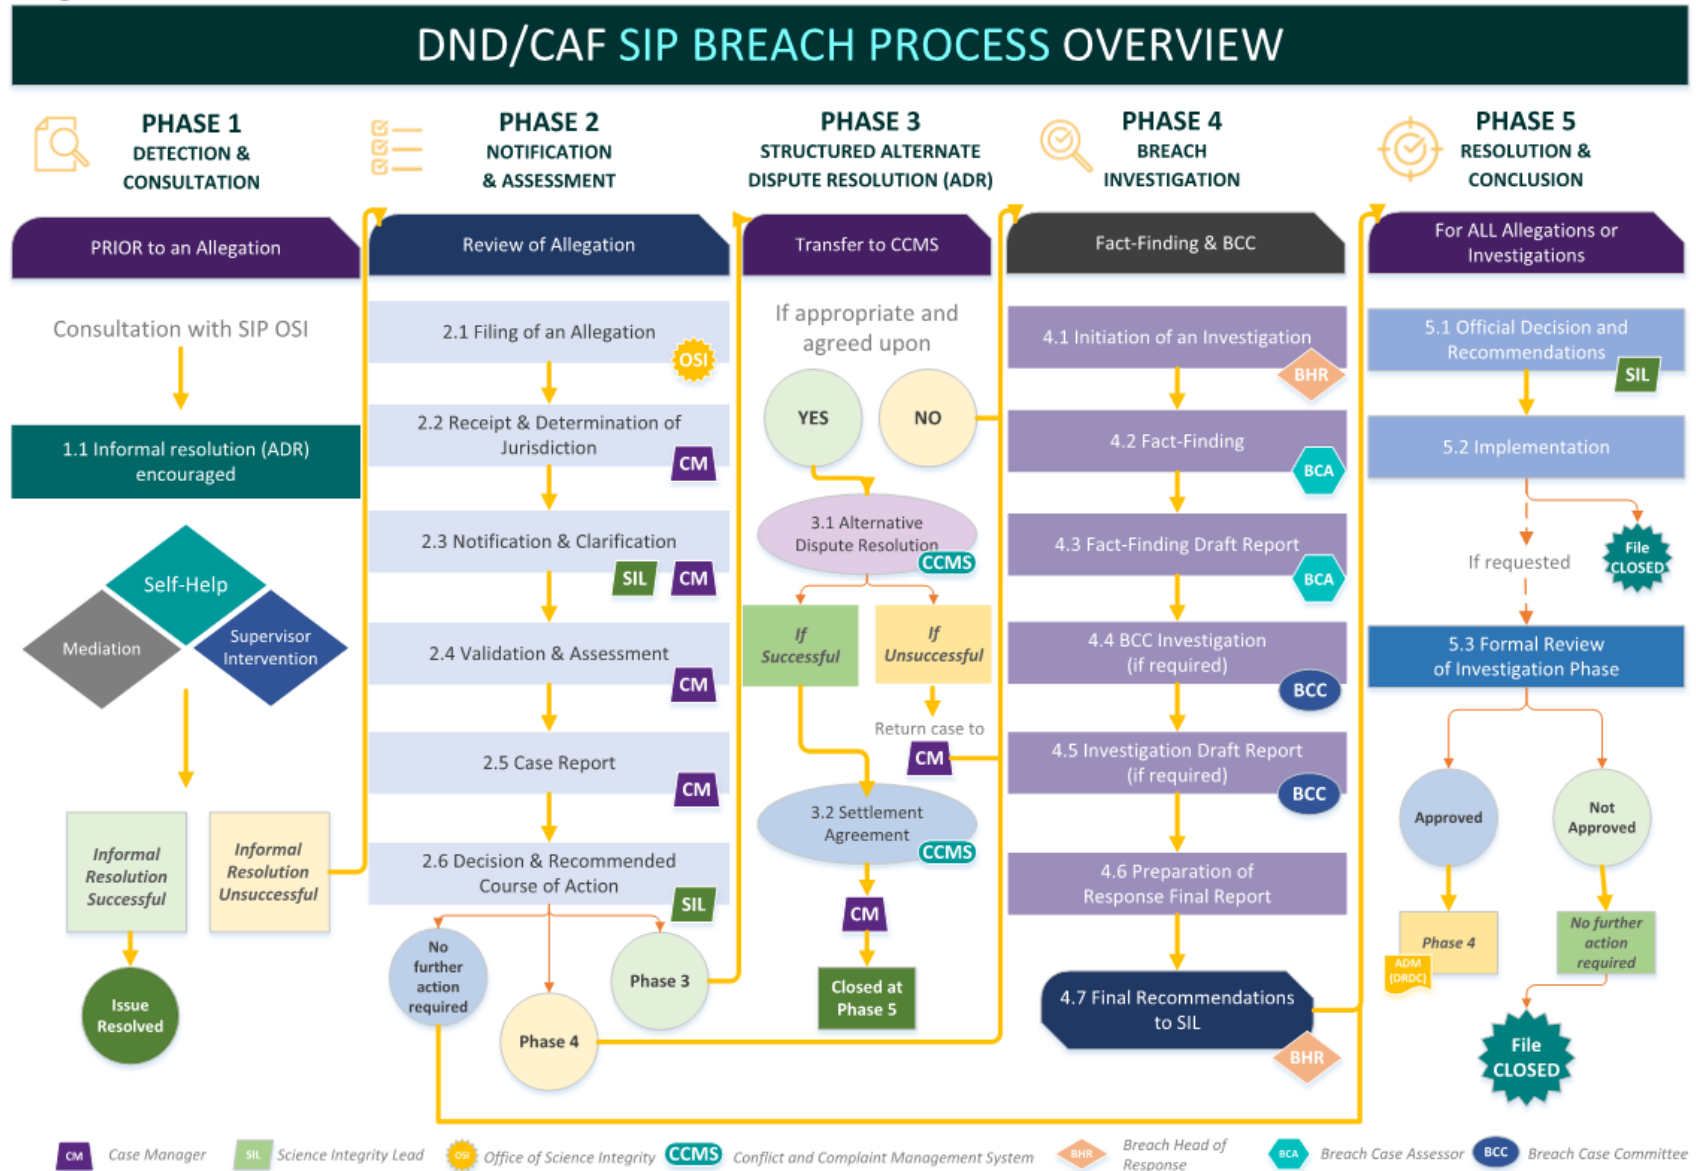 DND/CAF SIP BREACH PROCESS OVERVIEW
PHASE 1
DETECTION &
CONSULTATION
PRIOR to an Allegation
Consultation with SIP OSI
1.1 Informal resolution (ADR)
encouraged
Self-Help
Mediation
Supervisor
Intervention
Informal
Resolution
Successful
Informal
Resolution
Unsuccessful
Issue
Resolved
PHASE 2
NOTIFICATION
& ASSESSMENT
Review of Allegation
2.1 Filing of an Allegation
OSI
2.2 Receipt & Determination of
Jurisdiction
CM
2.3 Notification & Clarification
SIL
CM
2.4 Validation & Assessment
CM
2.5 Case Report
CM
2.6 Decision & Recommended
Course of Action
SIL
No
further
action
required
Phase 4
Phase 3
PHASE 3
STRUCTURED ALTERNATE
DISPUTE RESOLUTION (ADR)
Transfer to CCMS
If appropriate and
agreed upon
YES
NO
3.1 Alternative
Dispute Resolution
CCMS
If
Successful
If
Unsuccessful
Return case to
CM
3.2 Settlement
Agreement
CCMS
CM
Closed at
Phase 5
PHASE 4
BREACH
INVESTIGATION
Fact-Finding & BCC
4.1 Initiation of an Investigation
BHR
4.2 Fact-Finding
BCA
4.3 Fact-Finding Draft Report
BCA
4.4 BCC Investigation
(if required)
BCC
4.5 Investigation Draft Report
(if required)
BCC
4.6 Preparation of
Response Final Report
4.7 Final Recommendations
to SIL
BHR
PHASE 5
RESOLUTION &
CONCLUSION
For ALL Allegations or
Investigations
5.1 Official Decision and
Recommendations
SIL
5.2 Implementation
If requested
File
CLOSED
5.3 Formal Review
of Investigation Phase
Approved
Not
Approved
Phase 4
ADM
(DRDC)
No further
action
required
File
CLOSED
CM Case Manager
SIL Science Integrity Lead
OSI Office of Science Integrity
CCMS Conflict and Complaint Management System
BHR Breach Head of
Response
BCA Breach Case Assessor
BCC Breach Case Committee